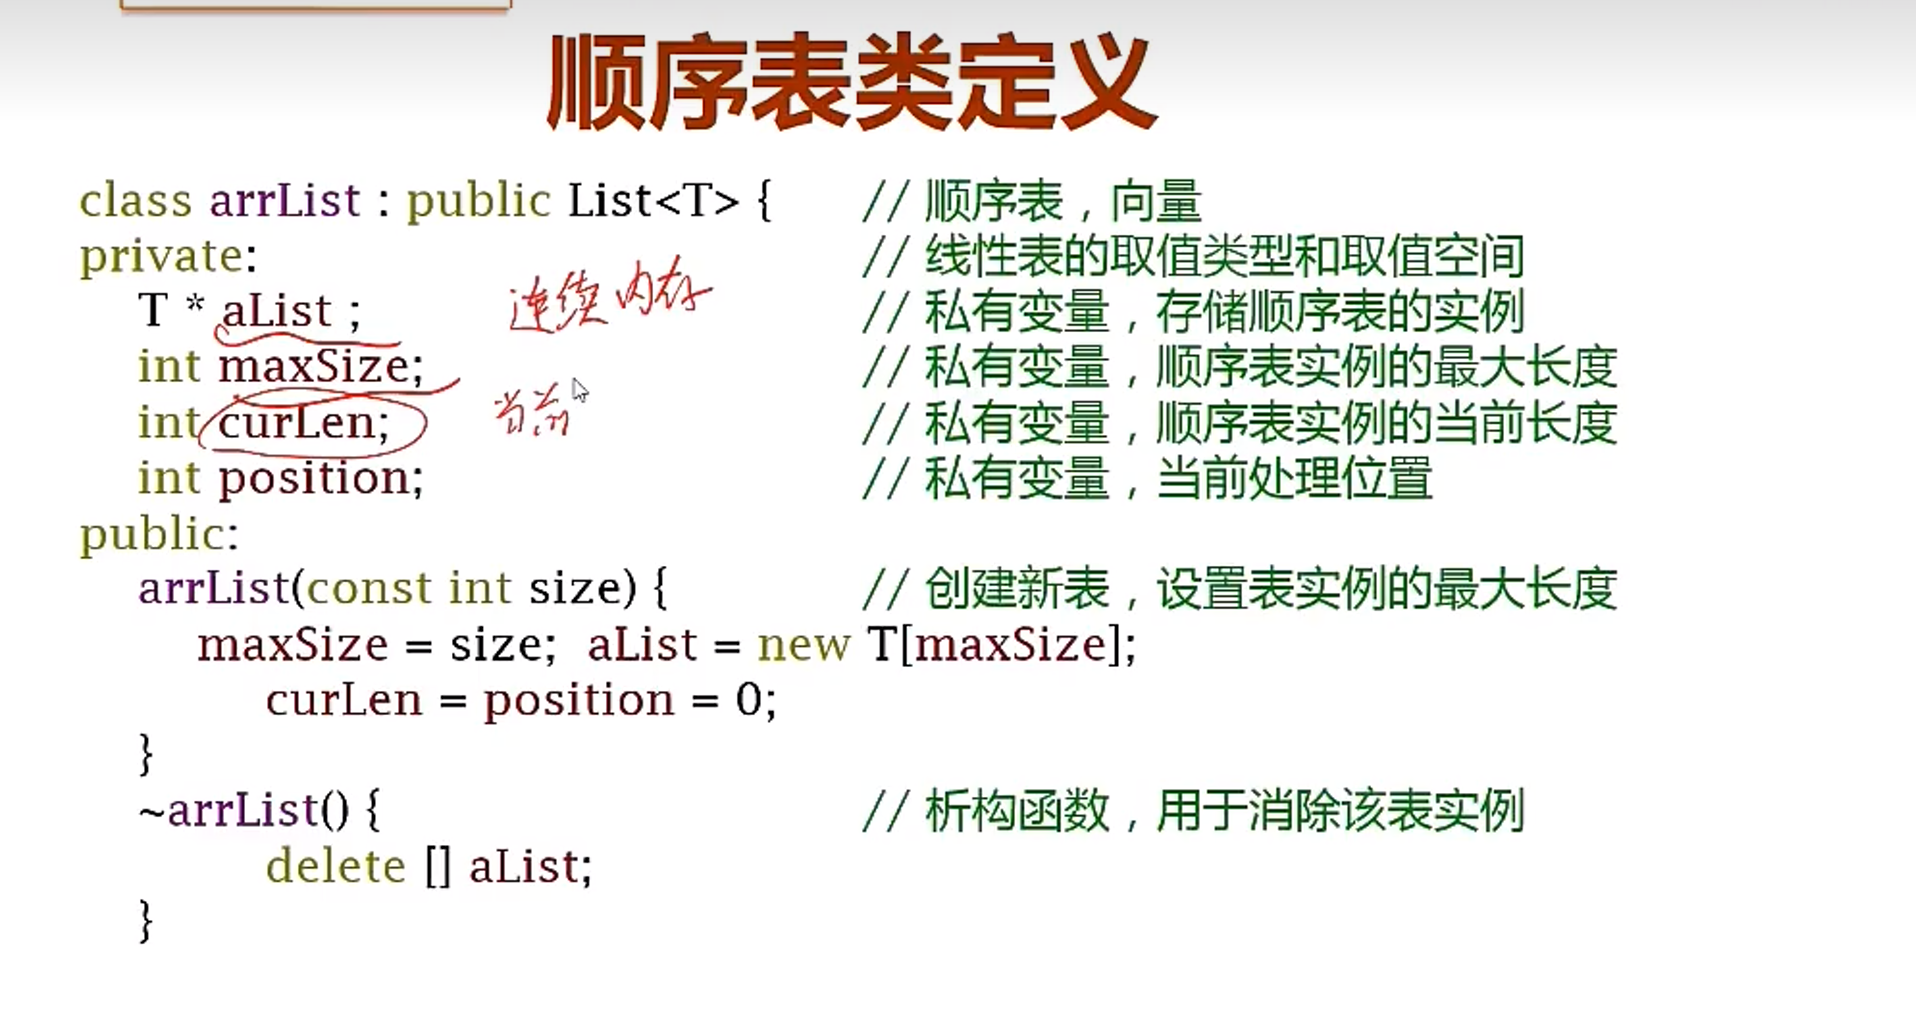 顺序表类定义
class arrList : public List<T> { // 顺序表，向量
private: // 线性表的取值类型和取值空间
T * aList ; // 私有变量，存储顺序表的实例
连续内存
int maxSize; // 私有变量，顺序表实例的最大长度
int curLen; // 私有变量，顺序表实例的当前长度
当前
int position; // 私有变量，当前处理位置
public:
arrList(const int size) { // 创建新表，设置表实例的最大长度
maxSize = size; aList = new T[maxSize];
curLen = position = 0;
}
~arrList() { // 析构函数，用于消除该表实例
delete [] aList;
}